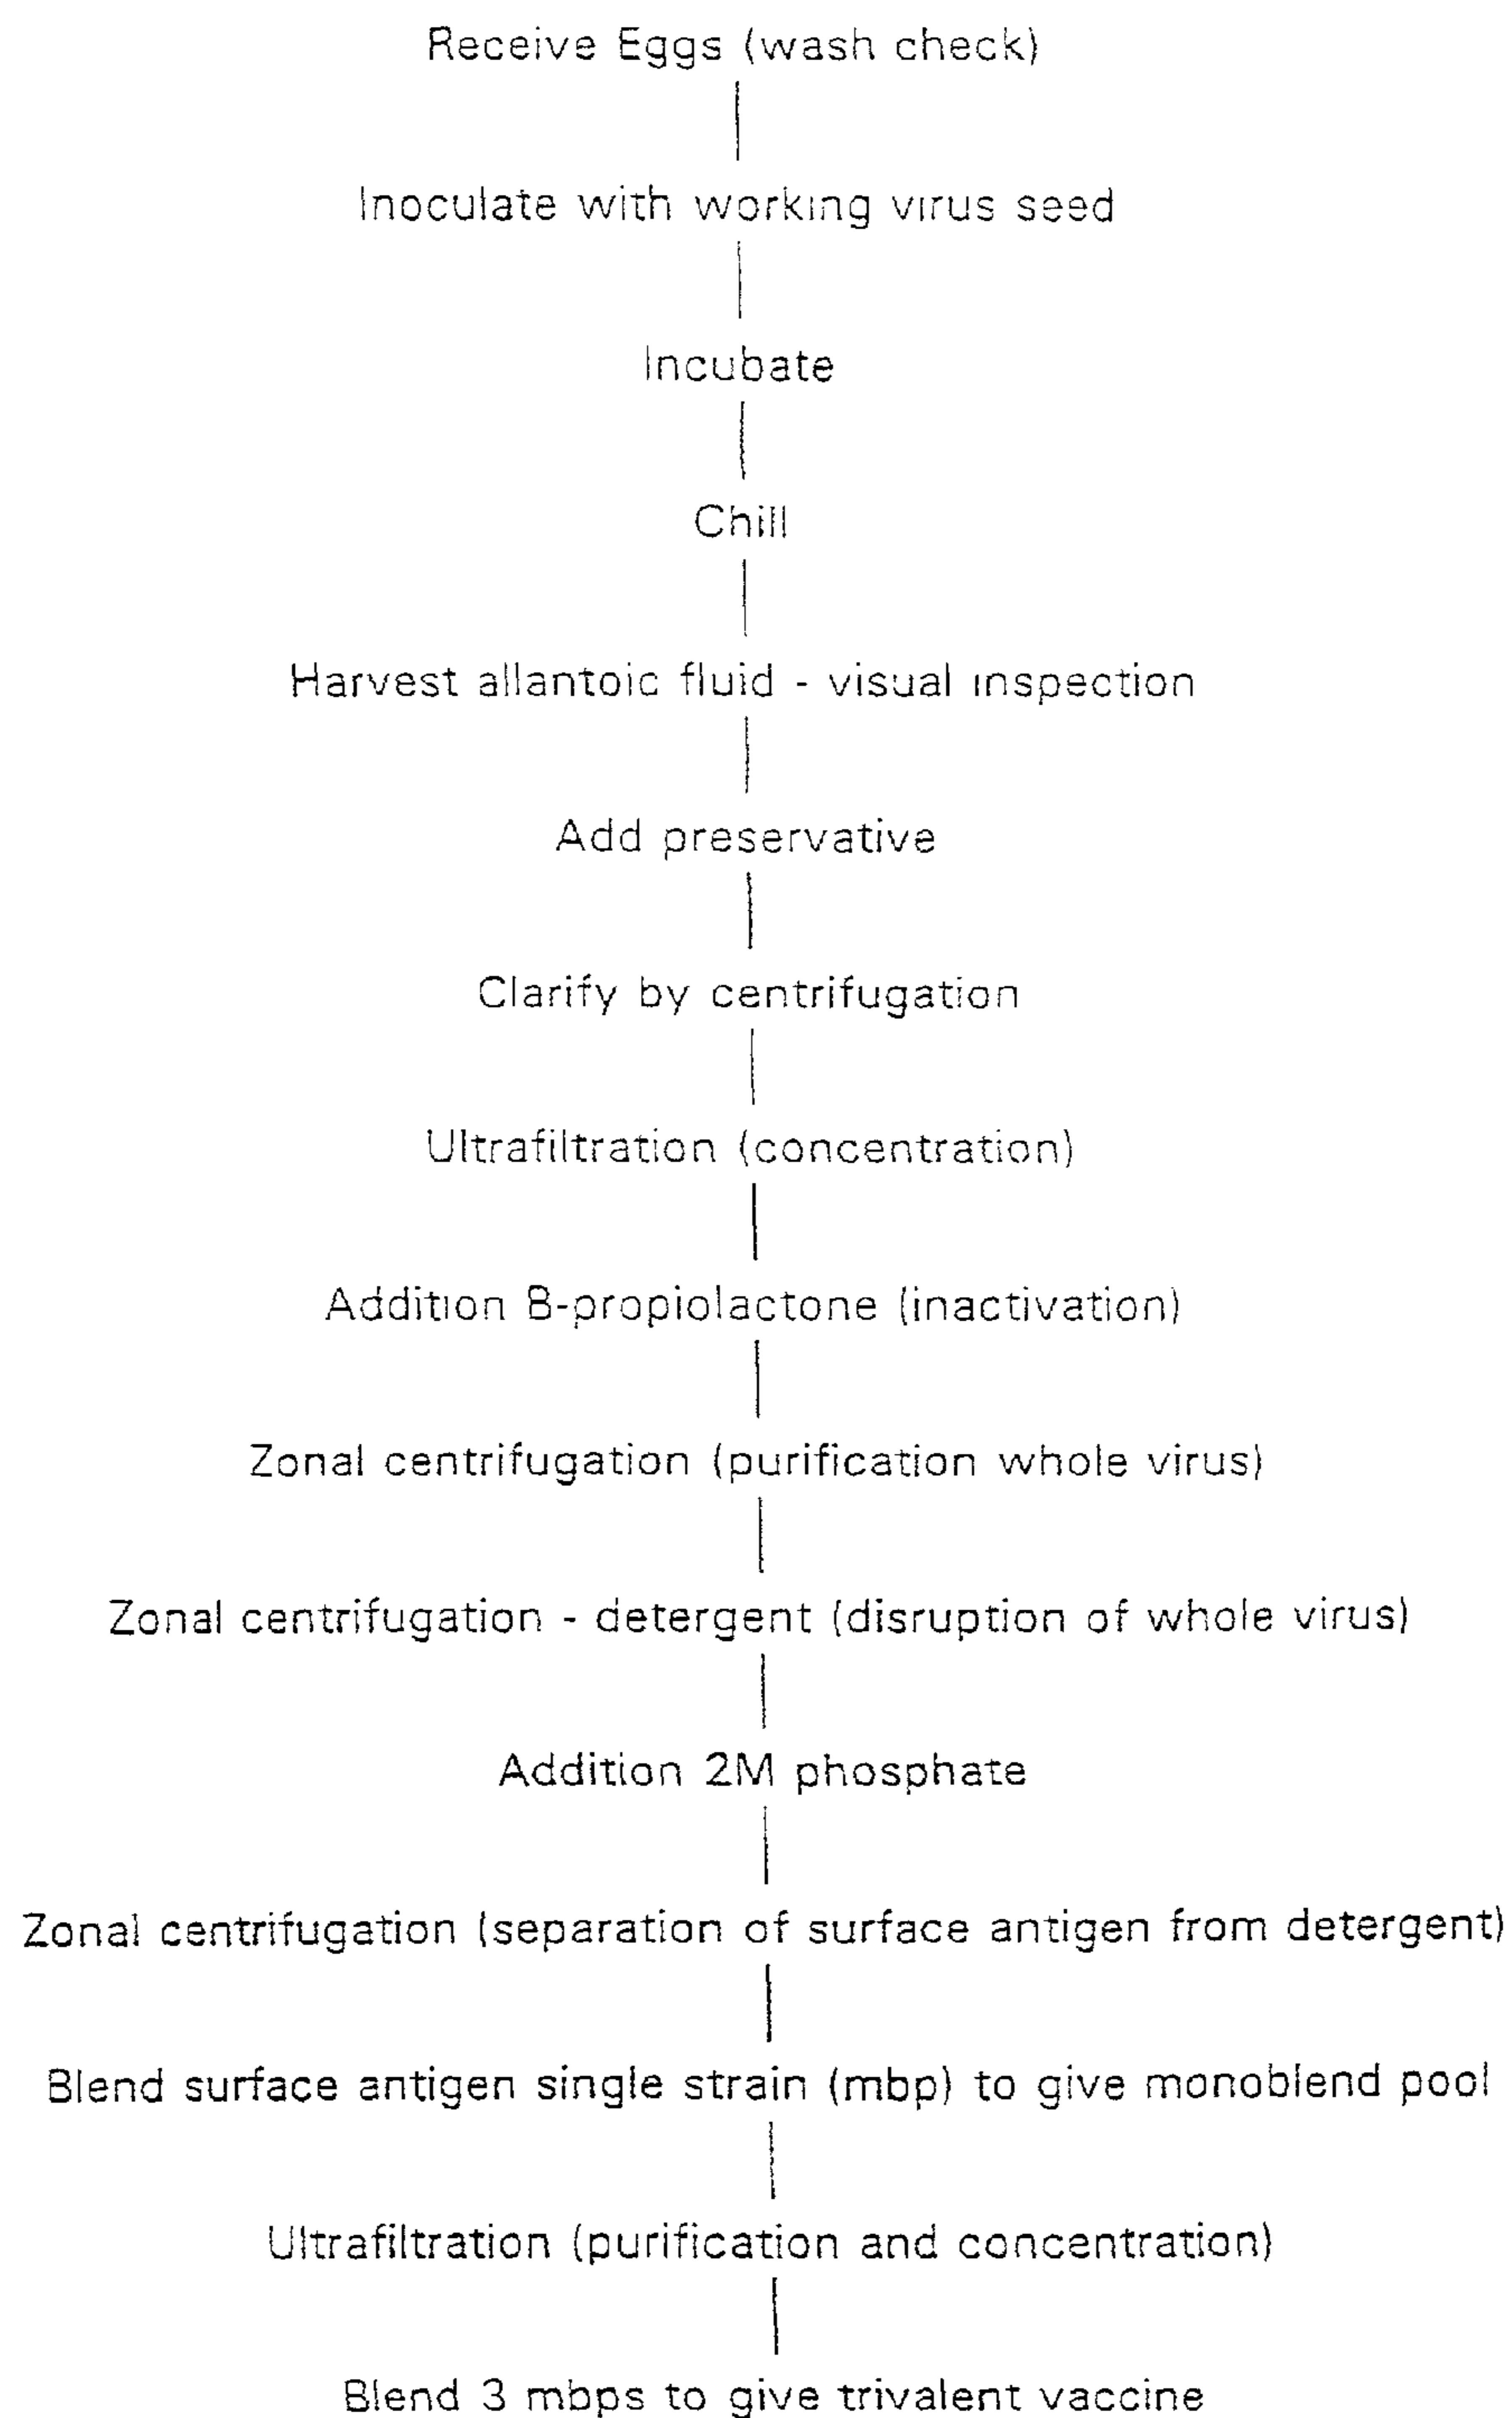 Receive Eggs (wash check)
Inoculate with working virus seed
Incubate
Chill
Harvest allantoic fluid - visual inspection
Add preservative
Clarify by centrifugation
Ultrafiltration (concentration)
Addition B-propiolactone (inactivation)
Zonal centrifugation (purification whole virus)
Zonal centrifugation - detergent (disruption of whole virus)
Addition 2M phosphate
Zonal centrifugation (separation of surface antigen from detergent)
Blend surface antigen single strain (mbp) to give monoblend pool
Ultrafiltration (purification and concentration)
Blend 3 mbps to give trivalent vaccine